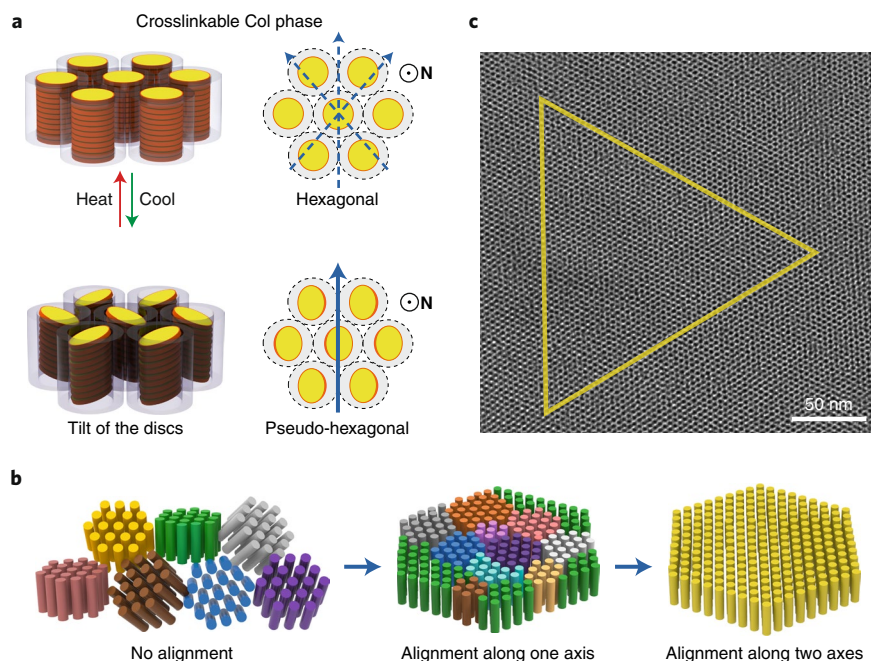 a
Crosslinkable Col phase
N
Heat
Cool
Hexagonal
N
Tilt of the discs
Pseudo-hexagonal
c
50 nm
b
No alignment
Alignment along one axis
Alignment along two axes